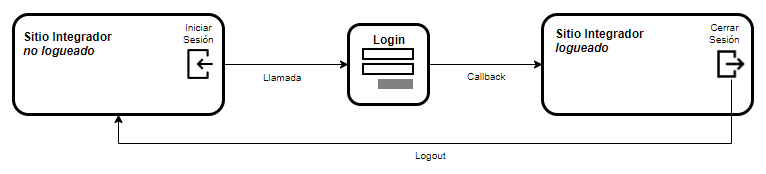 Sitio Integrador
no logueado
Iniciar
Sesión
Llamada
Login
Callback
Sitio Integrador
logueado
Cerrar
Sesión
Logout